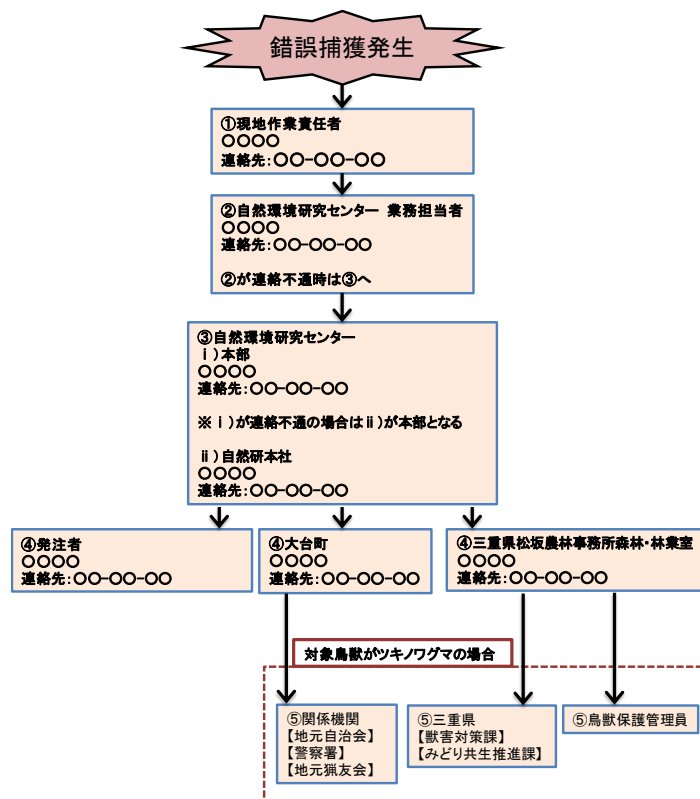 錯誤捕獲発生
①現地作業責任者
〇〇〇〇
連絡先:〇〇-〇〇-〇〇
②自然環境研究センター 業務担当者
〇〇〇〇
連絡先:〇〇-〇〇-〇〇
②が連絡不通時は③へ
③自然環境研究センター
ⅰ)本部
〇〇〇〇
連絡先:〇〇-〇〇-〇〇
※ⅰ)が連絡不通の場合はⅱ)が本部となる
ⅱ)自然研本社
〇〇〇〇
連絡先:〇〇-〇〇-〇〇
④発注者
〇〇〇〇
連絡先:〇〇-〇〇-〇〇
④大台町
〇〇〇〇
連絡先:〇〇-〇〇-〇〇
④三重県松坂農林事務所森林・林業室
〇〇〇〇
連絡先:〇〇-〇〇-〇〇
対象鳥獣がツキノワグマの場合
⑤関係機関
【地元自治会】
【警察署】
【地元猟友会】
⑤三重県
【獣害対策課】
【みどり共生推進課】
⑤鳥獣保護管理員